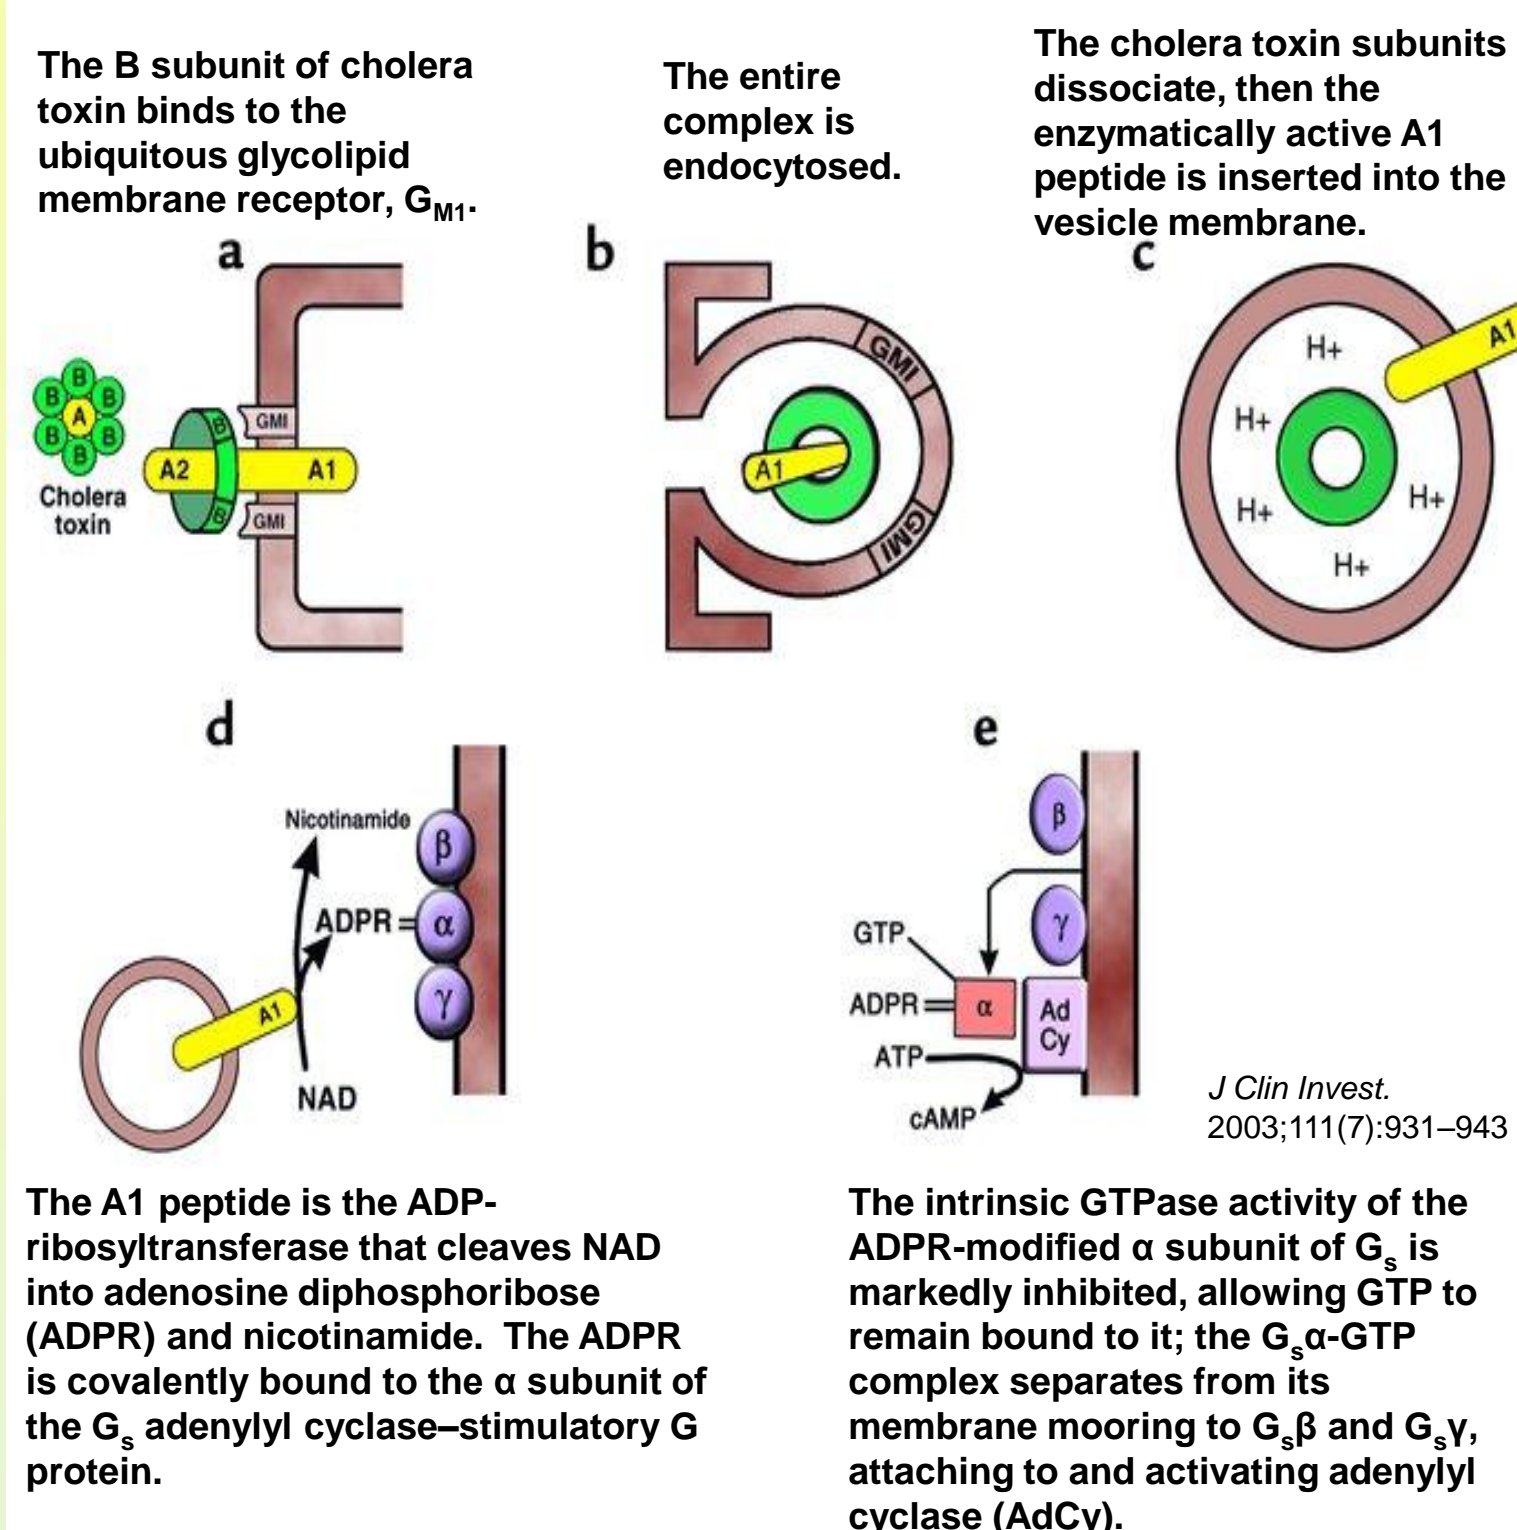 The B subunit of cholera
toxin binds to the
ubiquitous glycolipid
membrane receptor, GM1.
The entire
complex is
endocytosed.
The cholera toxin subunits
dissociate, then the
enzymatically active A1
peptide is inserted into the
vesicle membrane.
a
B
B
B
A
B
B
B
Cholera
toxin
A2
B
B
A1
GMI
GMI
b
GMI
A1
GMI
c
A1
H+
H+
H+
H+
H+
d
Nicotinamide
β
ADPR
α
γ
A1
NAD
e
β
γ
GTP
ADPR
α
Ad
Cy
ATP
cAMP
J Clin Invest.
2003;111(7):931–943
The A1 peptide is the ADP-
ribosyltransferase that cleaves NAD
into adenosine diphosphoribose
(ADPR) and nicotinamide. The ADPR
is covalently bound to the α subunit of
the Gs adenylyl cyclase–stimulatory G
protein.
The intrinsic GTPase activity of the
ADPR-modified α subunit of Gs is
markedly inhibited, allowing GTP to
remain bound to it; the Gsα-GTP
complex separates from its
membrane mooring to Gsβ and Gsγ,
attaching to and activating adenylyl
cyclase (AdCy).